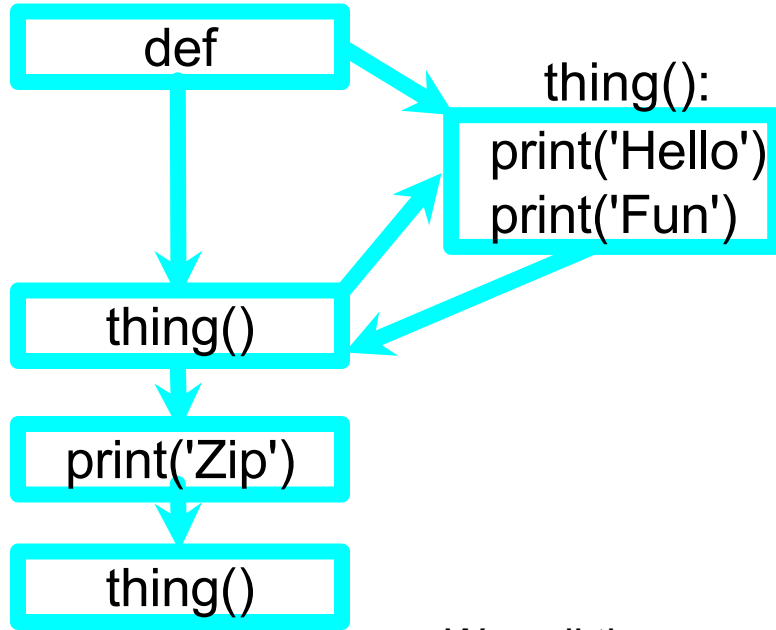 def
thing():
print('Hello')
print('Fun')
thing()
print('Zip')
thing()